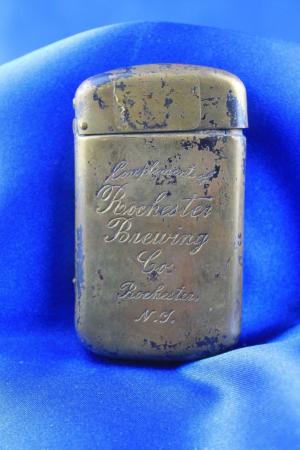 Compliments of
Rochester
Brewing
Co.
Rochester,
N.Y.